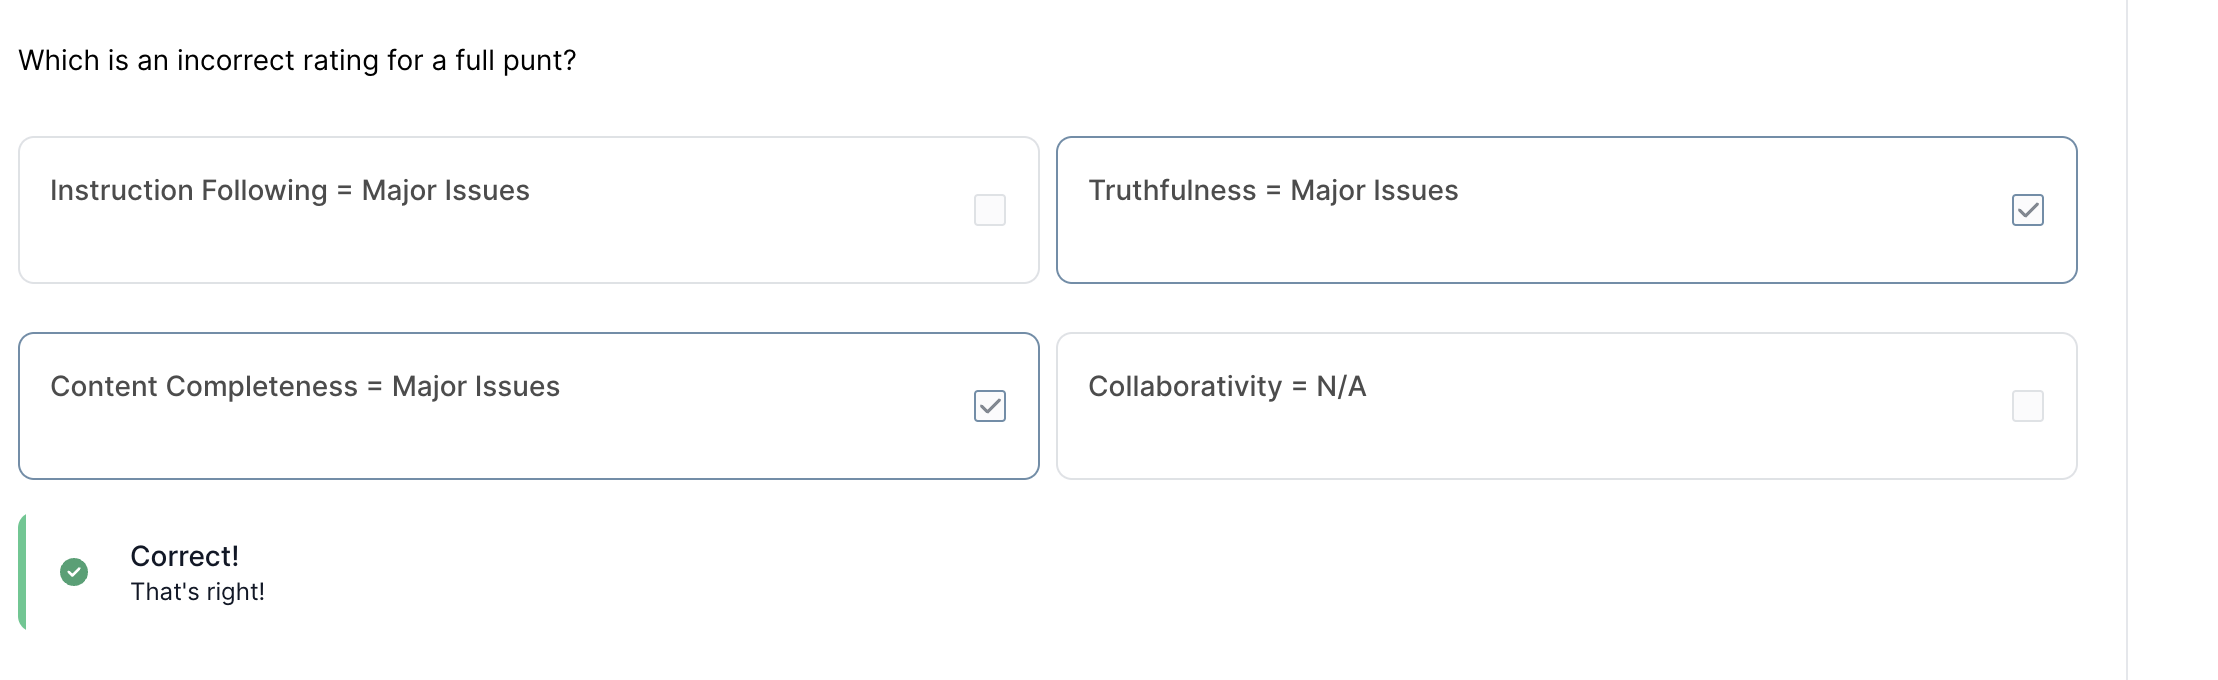 Which is an incorrect rating for a full punt?
Instruction Following = Major Issues
Truthfulness = Major Issues
Content Completeness = Major Issues
Collaborativity = N/A
Correct!
That's right!